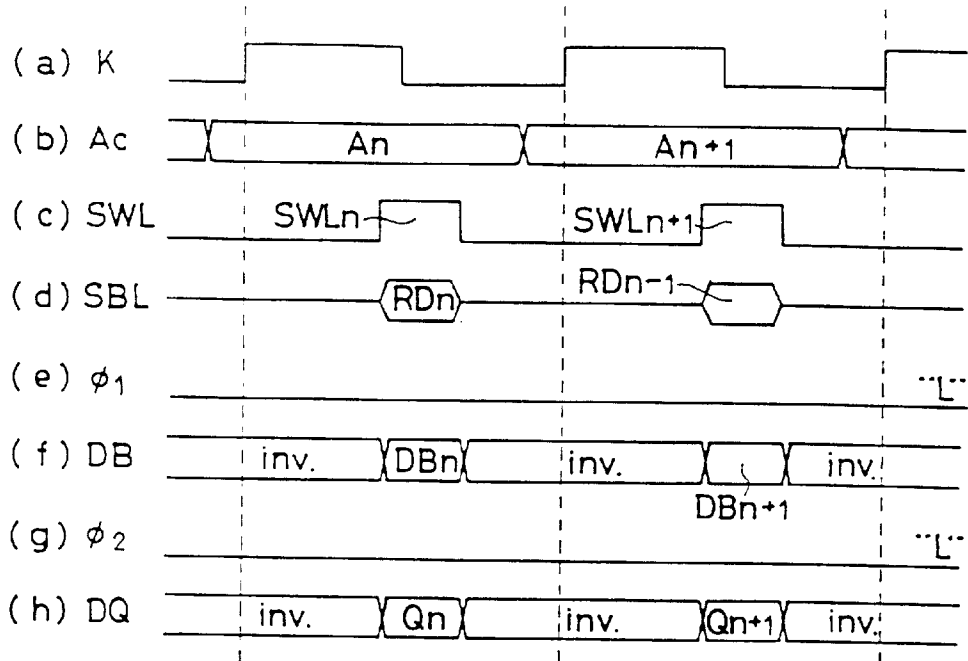 (a) K
(b) Ac An An+1
(c) SWL SWLn SWLn+1
(d) SBL RDn RDn-1
(e) ϕ1 "L"
(f) DB inv. DBn inv. inv.
DBn+1
(g) ϕ2 "L"
(h) DQ inv. Qn inv. Qn+1 inv.